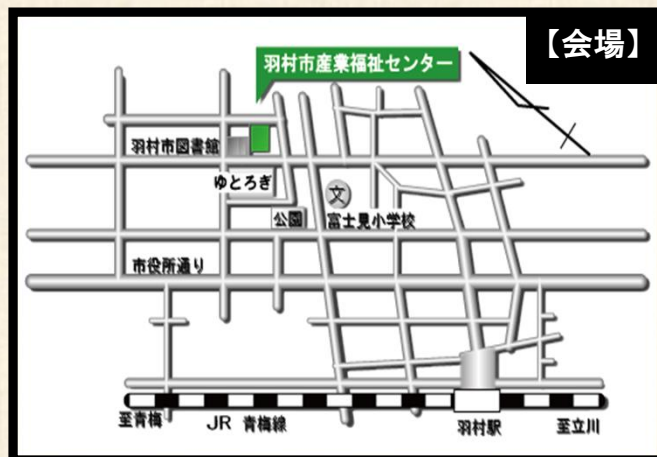 【会場】
羽村市産業福祉センター
羽村市図書館
ゆとろぎ
文
公園
富士見小学校
市役所通り
至青梅
JR 青梅線
羽村駅
至立川